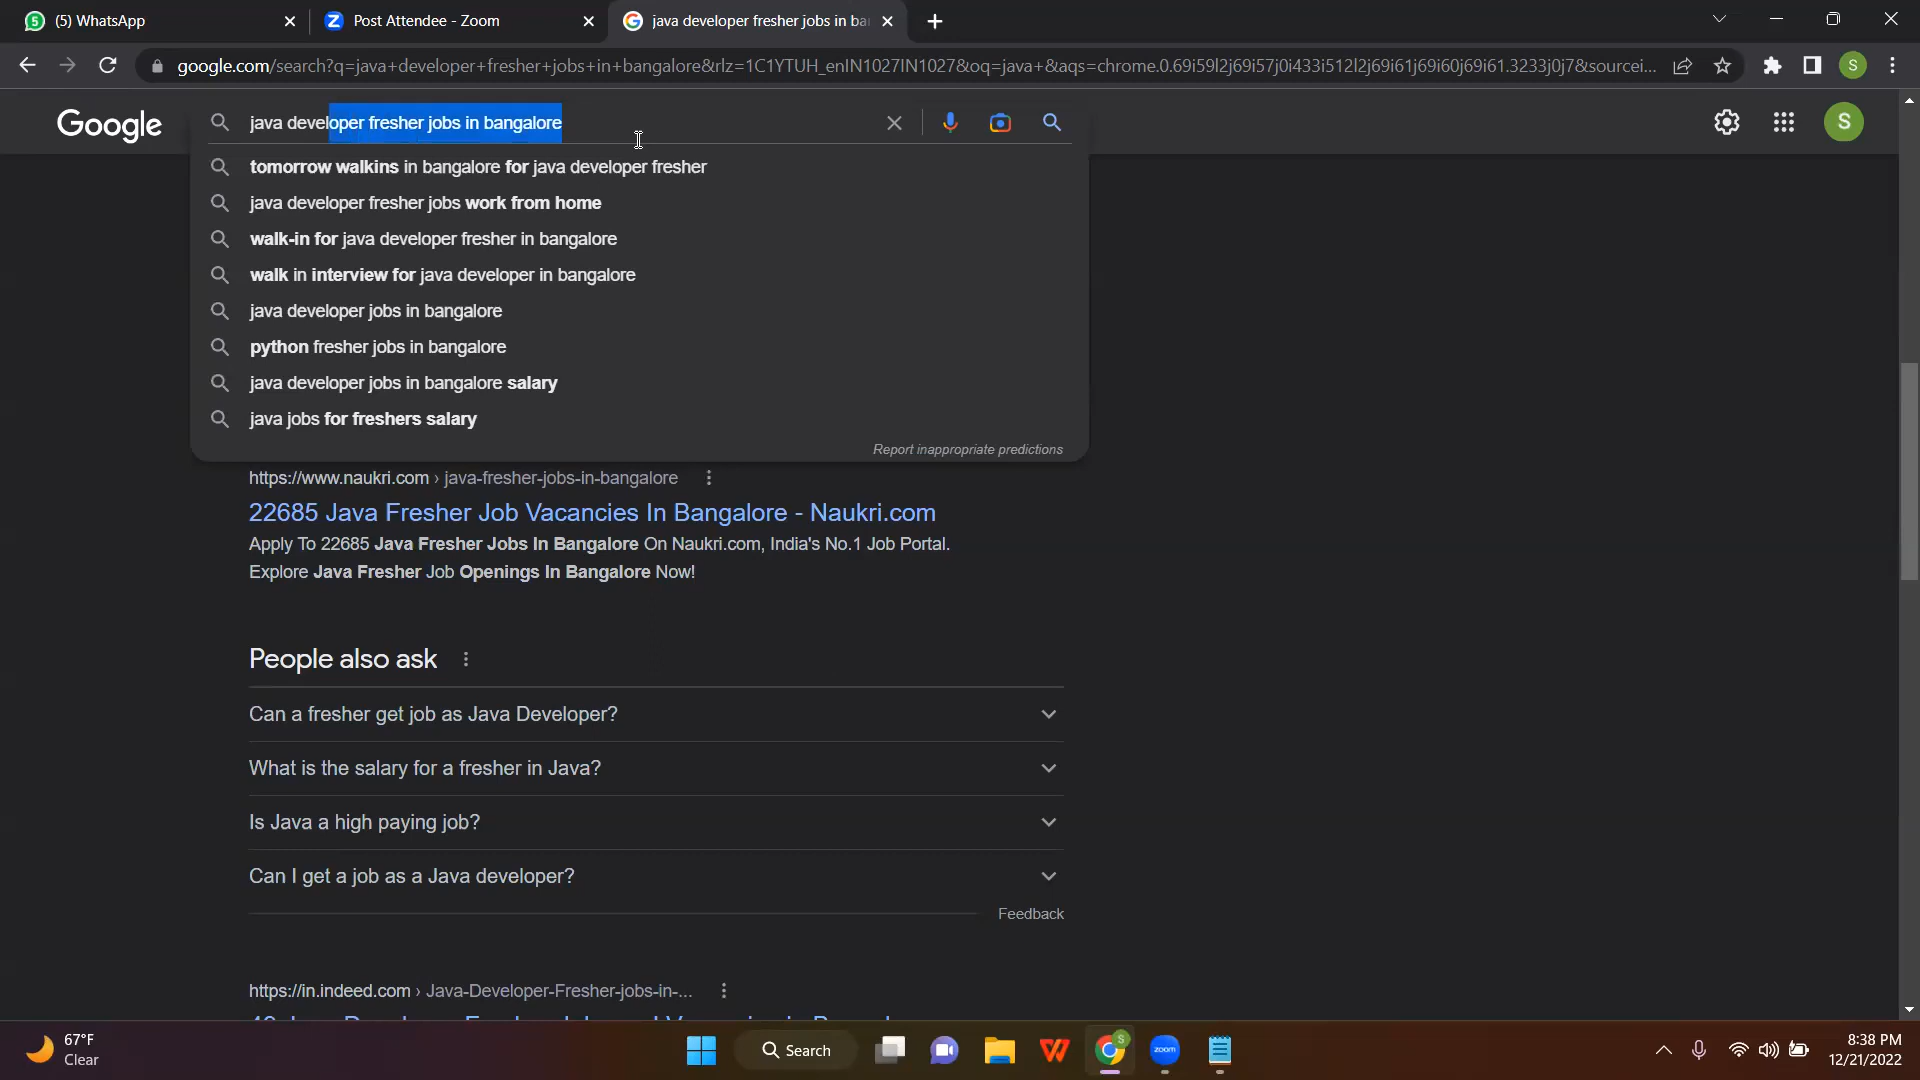 (5) WhatsApp
Post Attendee - Zoom
java developer fresher jobs in ba
google.com/search?q=java+developer+fresher+jobs+in+bangalore&rlz=1C1YTUH_enIN1027IN1027&oq=java+&aqs=chrome.0.69i59l2j69i57j0i433i512l2j69i61j69i60j69i61.3233j0j7&sourcei...
S
Google
java developer fresher jobs in bangalore
S
tomorrow walkins in bangalore for java developer fresher
java developer fresher jobs work from home
walk-in for java developer fresher in bangalore
walk in interview for java developer in bangalore
java developer jobs in bangalore
python fresher jobs in bangalore
java developer jobs in bangalore salary
java jobs for freshers salary
Report inappropriate predictions
https://www.naukri.com › java-fresher-jobs-in-bangalore
22685 Java Fresher Job Vacancies In Bangalore - Naukri.com
Apply To 22685 Java Fresher Jobs In Bangalore On Naukri.com, India's No.1 Job Portal.
Explore Java Fresher Job Openings In Bangalore Now!
People also ask
Can a fresher get job as Java Developer?
What is the salary for a fresher in Java?
Is Java a high paying job?
Can I get a job as a Java developer?
Feedback
https://in.indeed.com › Java-Developer-Fresher-jobs-in-...
67°F
Clear
Search
zoom
8:38 PM
12/21/2022